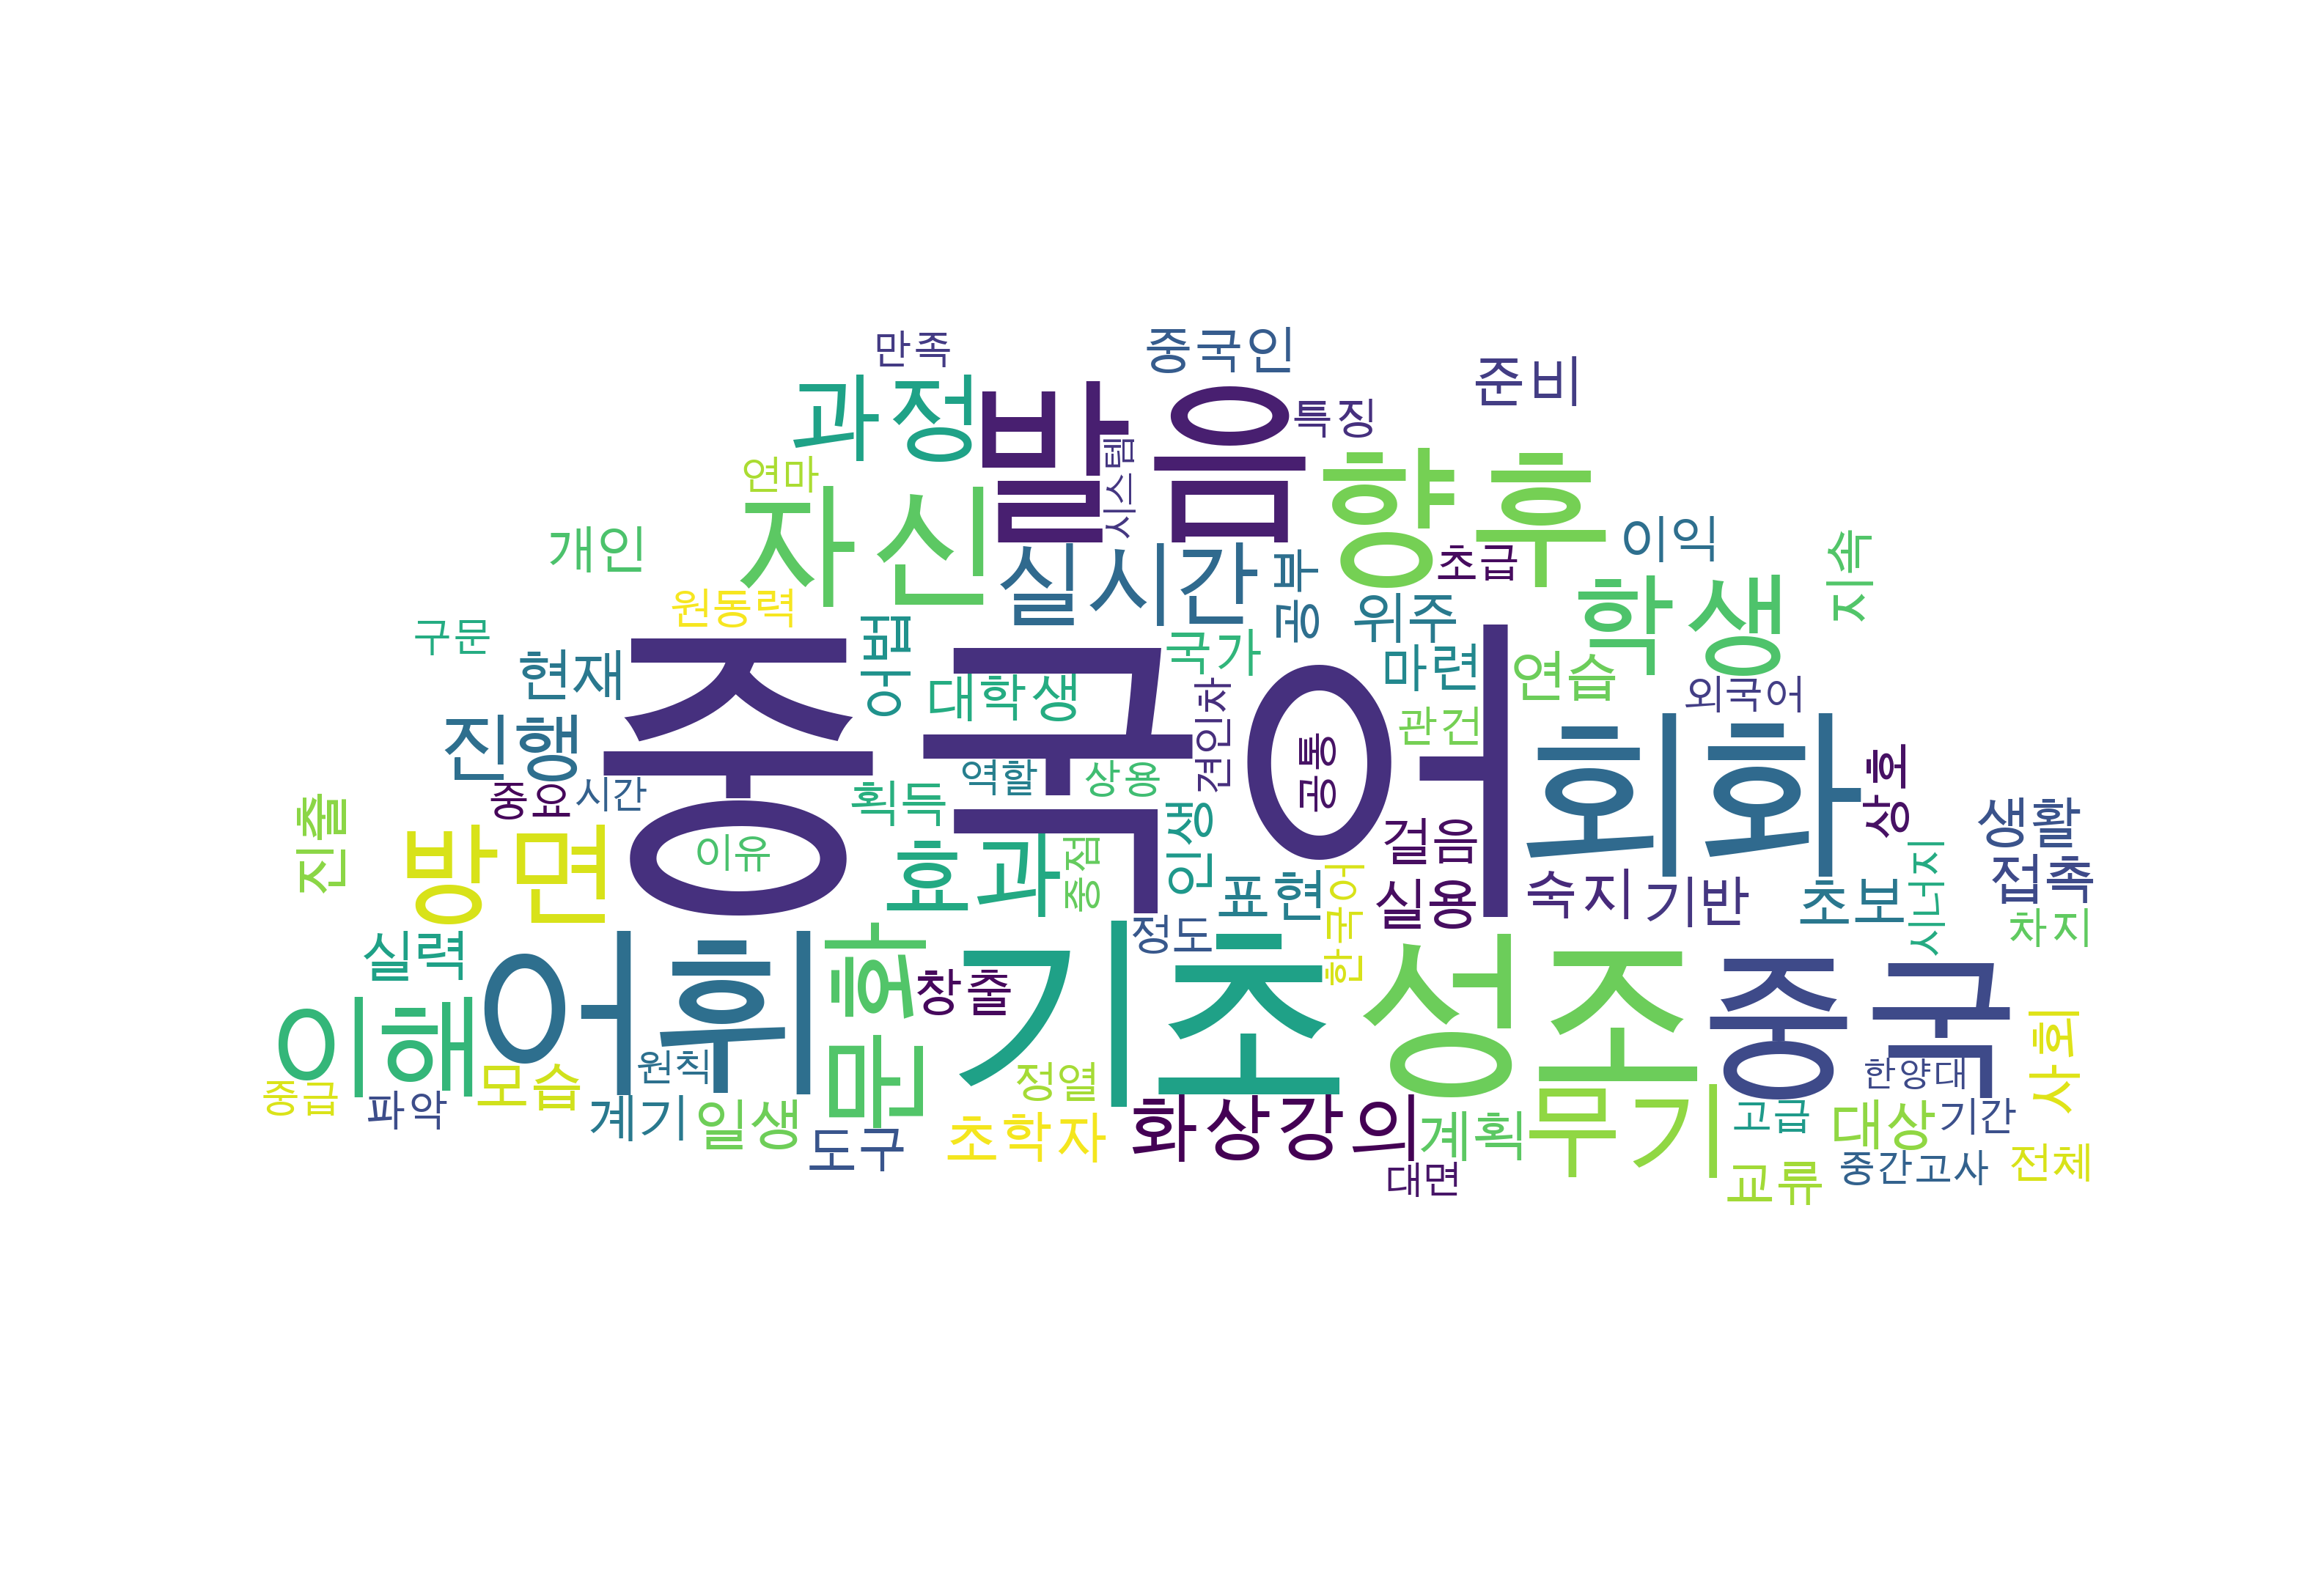 만족
중국인
준비
과정
발음
특징
시스템
향후
연마
자신
개인
이익
실시간
초급
지속
공부
원동력
위주
학생
구문
수행
국가
현재
대학생
마련
연습
중국어
견인차
외국어
관건
진행
회화
공통
상호
역할
상용
중요
시간
획득
진출
생활
인생
방면
걸음
이유
효과
중점
시너지
접촉
표현
한국어
실용
숙지
기반
초보
차지
정도
실력
어휘
문화
창출
기초
성조
중국
이해
사회
원칙
한양대
모습
정열
중급
파악
계기
일생
도구
초학자
화상강의
계획
무기
고급
대상
기간
대면
교류
중간고사
전체